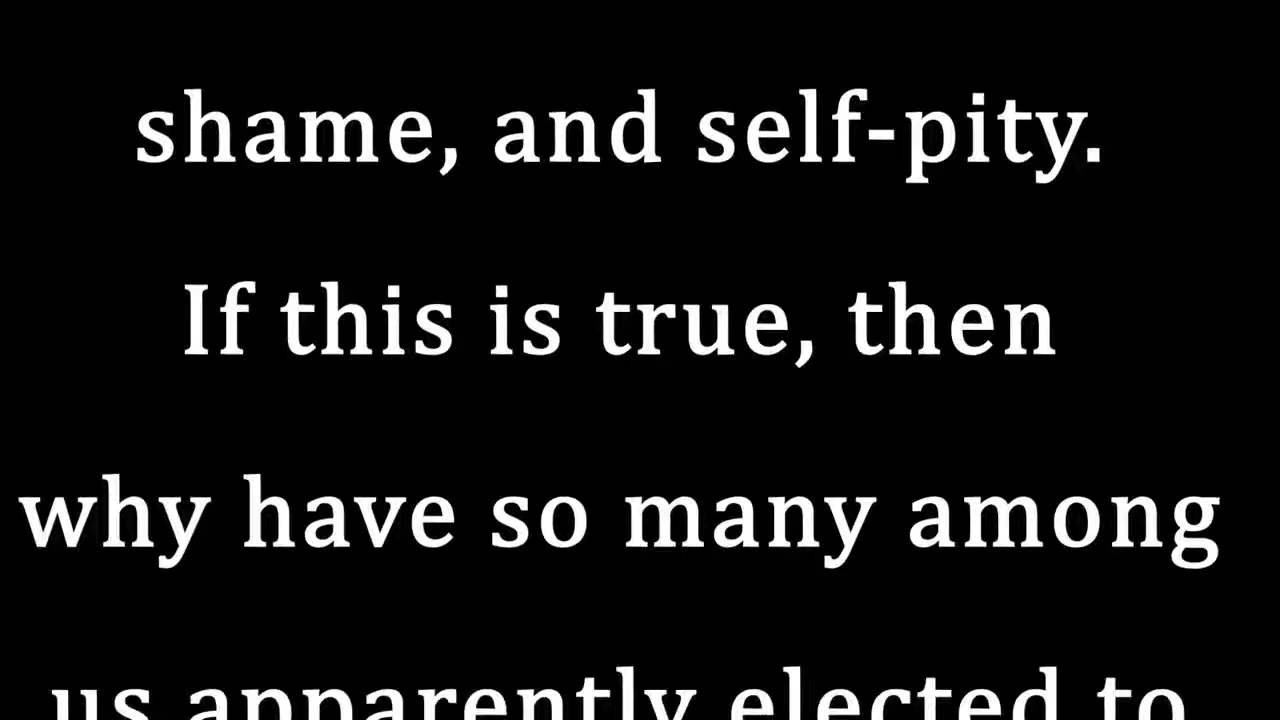 shame, and self-pity.
If this is true, then
why have so many among
us apparently elected to